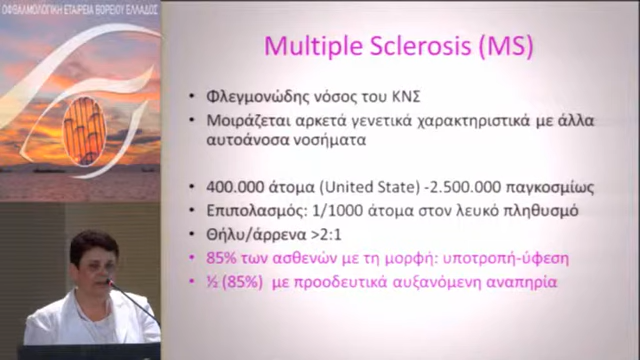 ΟΦΘΑΛΜΟΛΟΓΙΚΗ ΕΤΑΙΡΕΙΑ ΒΟΡΕΙΟΥ ΕΛΛΑΔΟΣ
Multiple Sclerosis (MS)
• Φλεγμονώδης νόσος του ΚΝΣ
• Μοιράζεται αρκετά γενετικά χαρακτηριστικά με άλλα
αυτοάνοσα νοσήματα
• 400.000 άτομα (United State) -2.500.000 παγκοσμίως
• Επιπολασμός: 1/1000 άτομα στον λευκό πληθυσμό
• Θήλυ/άρρενα >2:1
• 85% των ασθενών με τη μορφή: υποτροπή-ύφεση
• ½ (85%) με προοδευτικά αυξανόμενη αναπηρία